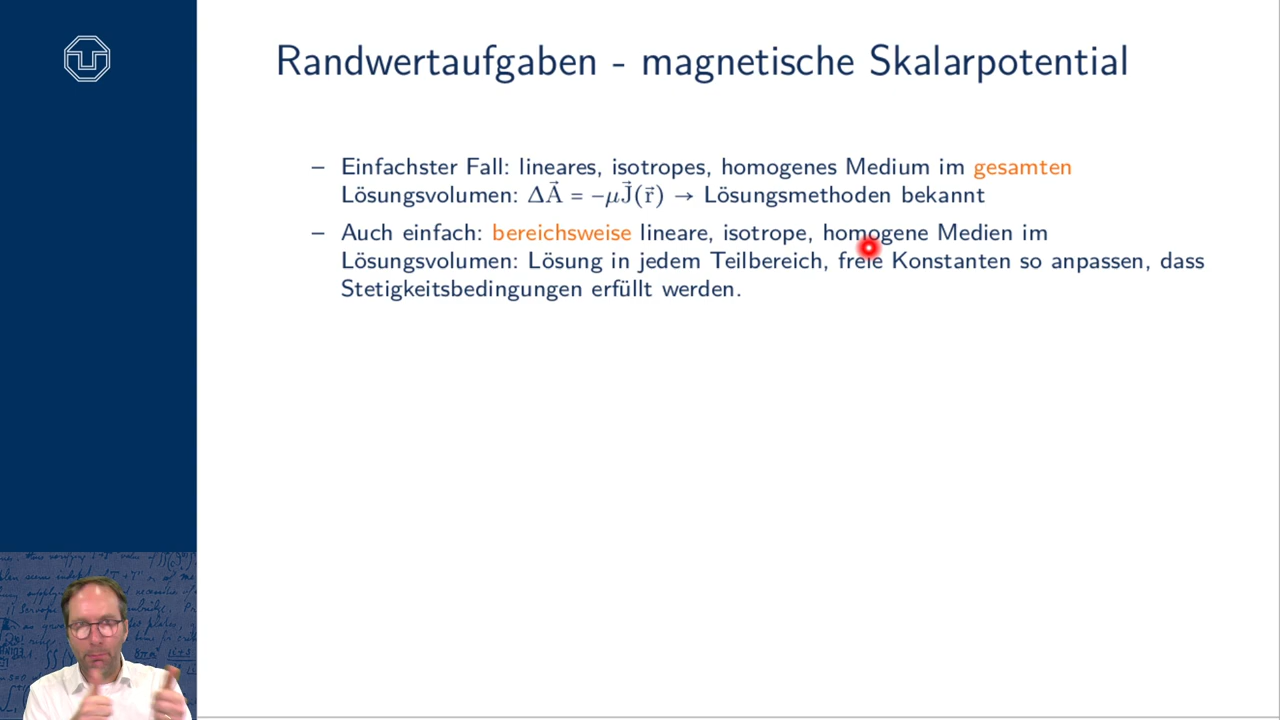 Randwertaufgaben - magnetische Skalarpotential
– Einfachster Fall: lineares, isotropes, homogenes Medium im gesamten
Lösungsvolumen: ΔA⃗ = −μJ⃗(r⃗) → Lösungsmethoden bekannt
– Auch einfach: bereichsweise lineare, isotrope, homogene Medien im
Lösungsvolumen: Lösung in jedem Teilbereich, freie Konstanten so anpassen, dass
Stetigkeitsbedingungen erfüllt werden.